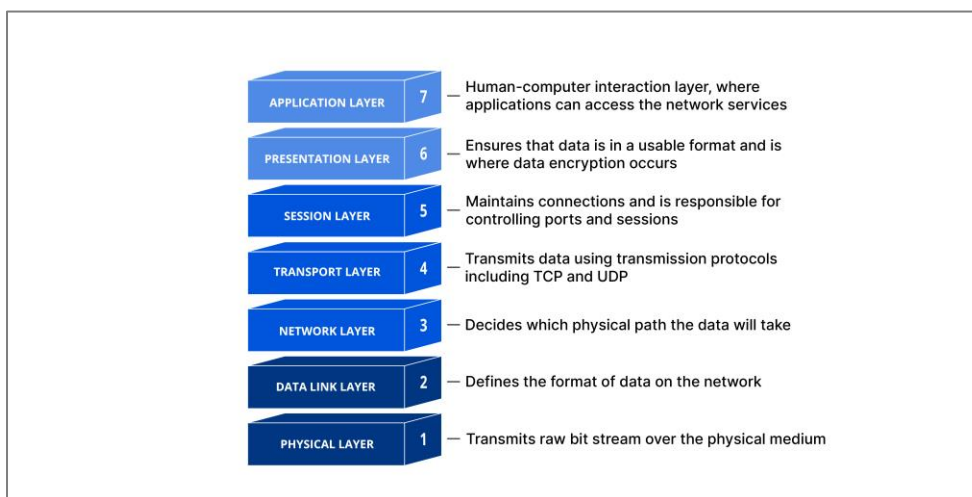 APPLICATION LAYER 7
Human-computer interaction layer, where
applications can access the network services
PRESENTATION LAYER 6
Ensures that data is in a usable format and is
where data encryption occurs
SESSION LAYER 5
Maintains connections and is responsible for
controlling ports and sessions
TRANSPORT LAYER 4
Transmits data using transmission protocols
including TCP and UDP
NETWORK LAYER 3
Decides which physical path the data will take
DATA LINK LAYER 2
Defines the format of data on the network
PHYSICAL LAYER 1
Transmits raw bit stream over the physical medium